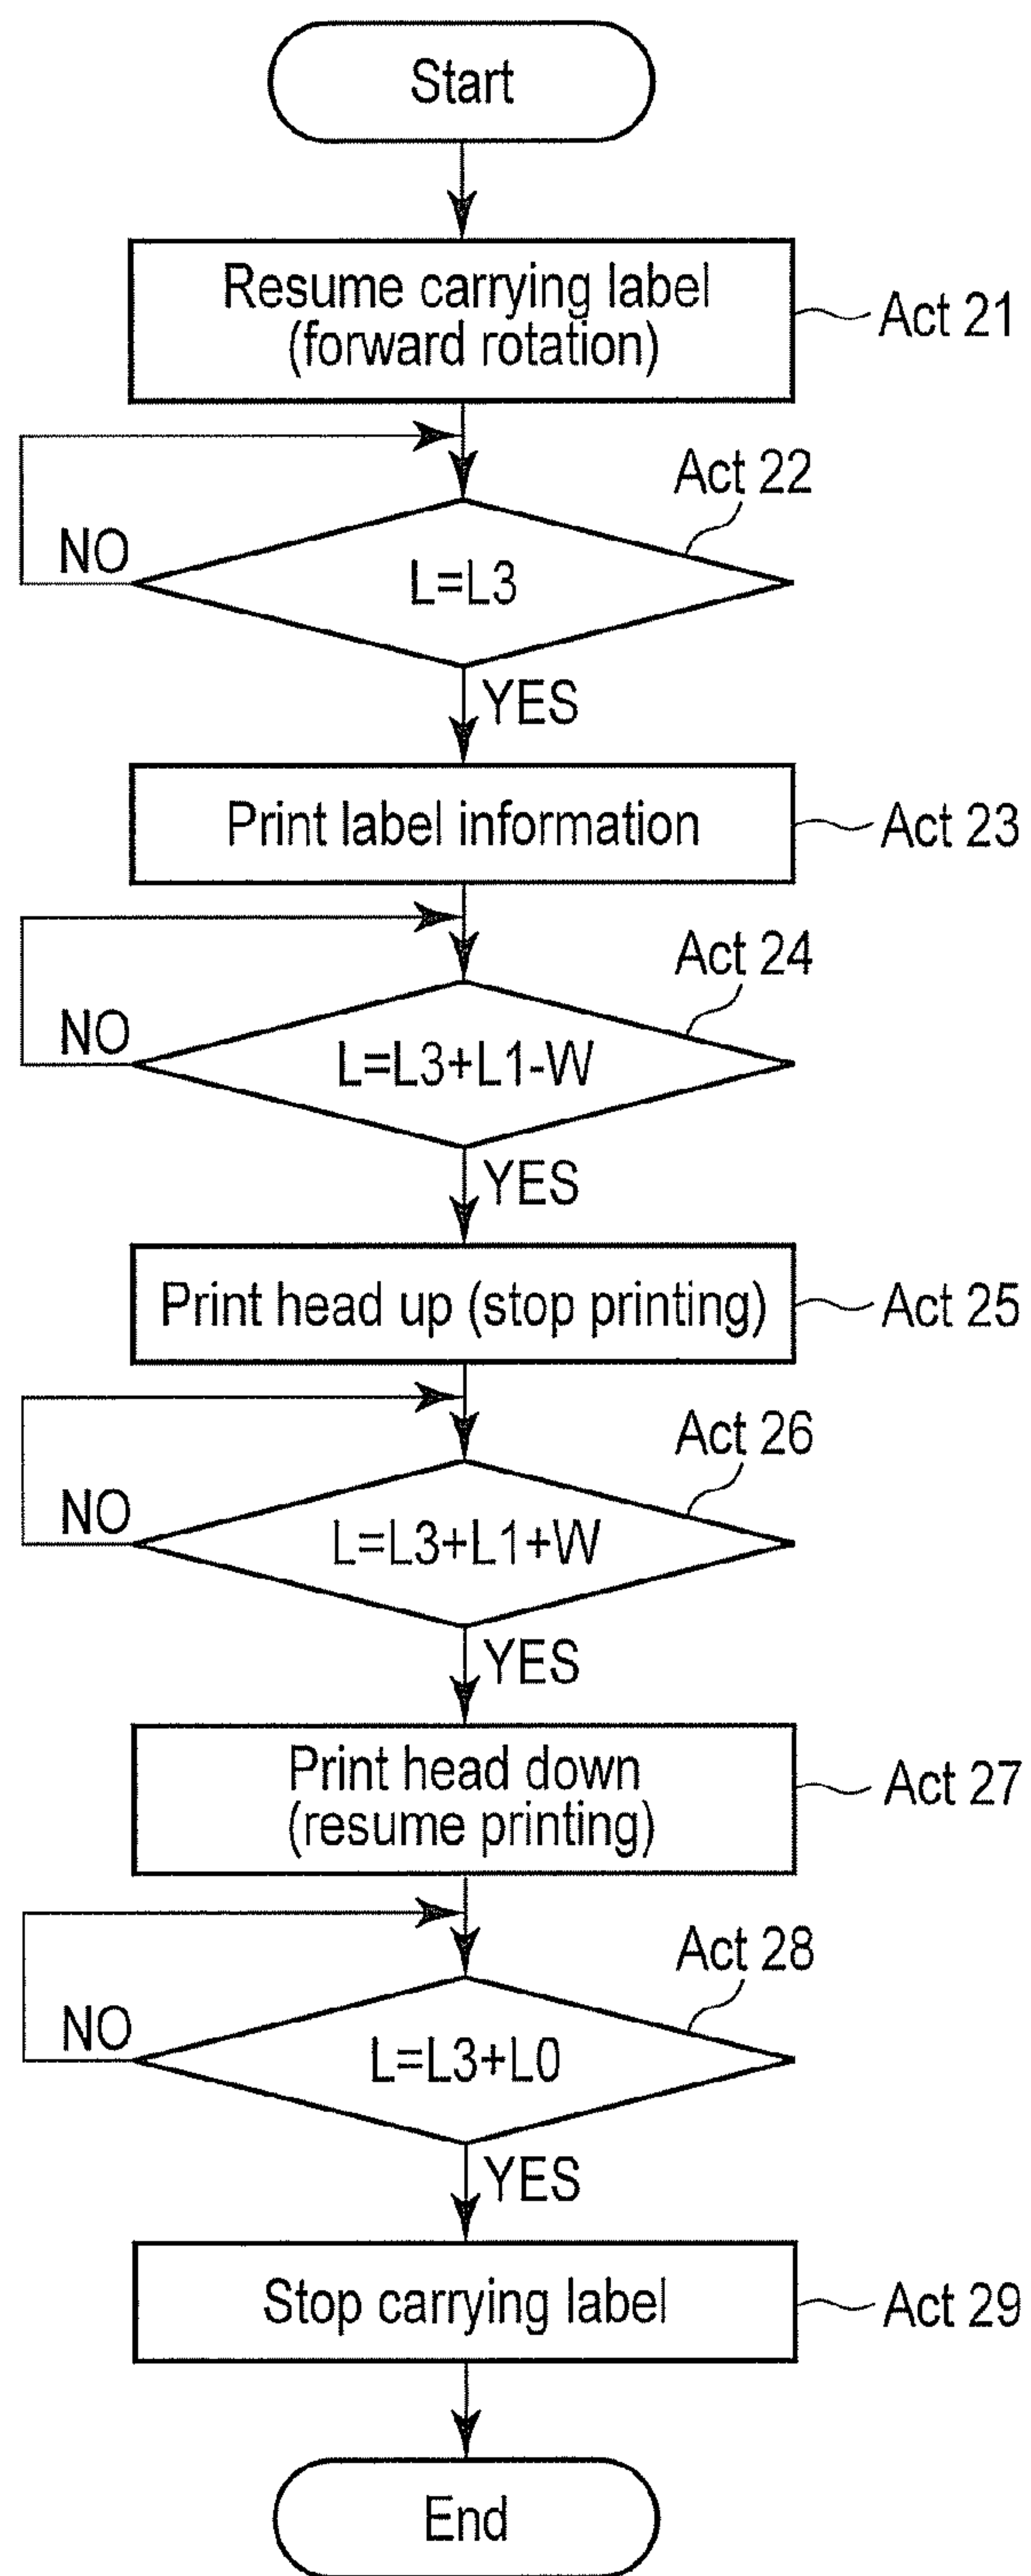 Start
Resume carrying label
(forward rotation)
Act 21
Act 22
NO
L=L3
YES
Print label information
Act 23
Act 24
NO
L=L3+L1-W
YES
Print head up (stop printing)
Act 25
Act 26
NO
L=L3+L1+W
YES
Print head down
(resume printing)
Act 27
Act 28
NO
L=L3+L0
YES
Stop carrying label
Act 29
End